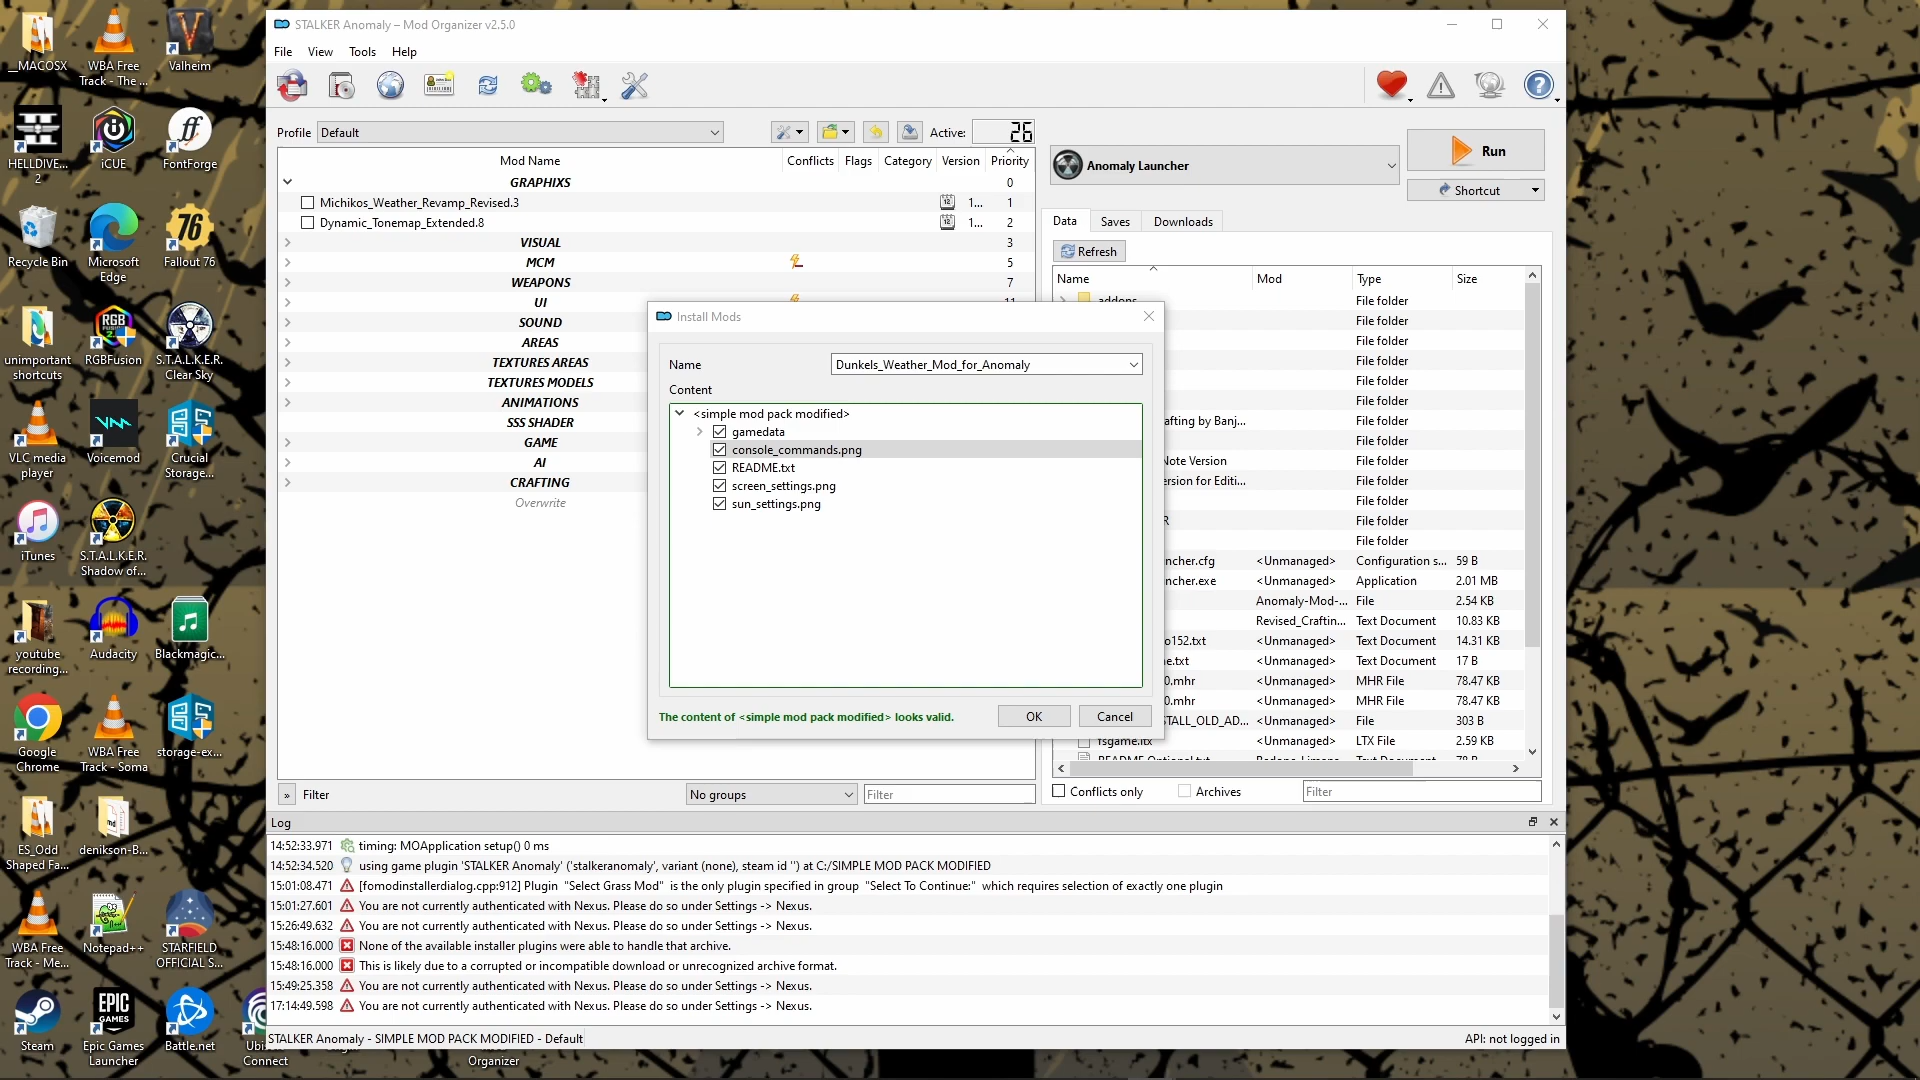 STALKER Anomaly – Mod Organizer v2.5.0
File View Tools Help
Profile Default Active: 26
Mod Name Conflicts Flags Category Version Priority
GRAPHIXS 0
Michikos_Weather_Revamp_Revised.3 1... 1
Dynamic_Tonemap_Extended.8 1... 2
VISUAL 3
MCM 5
WEAPONS 7
UI 11
SOUND
AREAS
TEXTURES AREAS
TEXTURES MODELS
ANIMATIONS
SSS SHADER
GAME
AI
CRAFTING
Overwrite
» Filter No groups Filter
Anomaly Launcher
Run
Shortcut
Data Saves Downloads
Refresh
Name Mod Type Size
addons File folder
File folder
File folder
File folder
File folder
File folder
afting by Banj... File folder
File folder
Note Version File folder
ersion for Editi... File folder
File folder
R File folder
File folder
ncher.cfg <Unmanaged> Configuration s... 59 B
ncher.exe <Unmanaged> Application 2.01 MB
Anomaly-Mod-... File 2.54 KB
Revised_Craftin... Text Document 10.83 KB
o152.txt <Unmanaged> Text Document 14.31 KB
e.txt <Unmanaged> Text Document 17 B
0.mhr <Unmanaged> MHR File 78.47 KB
0.mhr <Unmanaged> MHR File 78.47 KB
TALL_OLD_AD... <Unmanaged> File 303 B
fsgame.ltx <Unmanaged> LTX File 2.59 KB
Conflicts only Archives Filter
Install Mods
Name Dunkels_Weather_Mod_for_Anomaly
Content
<simple mod pack modified>
gamedata
console_commands.png
README.txt
screen_settings.png
sun_settings.png
The content of <simple mod pack modified> looks valid. OK Cancel
Log
14:52:33.971 timing: MOApplication setup() 0 ms
14:52:34.520 using game plugin 'STALKER Anomaly' ('stalkeranomaly', variant (none), steam id '') at C:/SIMPLE MOD PACK MODIFIED
15:01:08.471 [fomodinstallerdialog.cpp:912] Plugin "Select Grass Mod" is the only plugin specified in group "Select To Continue:" which requires selection of exactly one plugin
15:01:27.601 You are not currently authenticated with Nexus. Please do so under Settings -> Nexus.
15:26:49.632 You are not currently authenticated with Nexus. Please do so under Settings -> Nexus.
15:48:16.000 None of the available installer plugins were able to handle that archive.
15:48:16.000 This is likely due to a corrupted or incompatible download or unrecognized archive format.
15:49:25.358 You are not currently authenticated with Nexus. Please do so under Settings -> Nexus.
17:14:49.598 You are not currently authenticated with Nexus. Please do so under Settings -> Nexus.
STALKER Anomaly - SIMPLE MOD PACK MODIFIED - Default API: not logged in
__MACOSX
WBA Free
Track - The ...
Valheim
HELLDIVE...
2
iCUE
FontForge
Recycle Bin
Microsoft
Edge
Fallout 76
unimportant
shortcuts
RGBFusion
S.T.A.L.K.E.R.
Clear Sky
VLC media
player
Voicemod
Crucial
Storage...
iTunes
S.T.A.L.K.E.R.
Shadow of...
youtube
recording...
Audacity
Blackmagic...
Google
Chrome
WBA Free
Track - Soma
storage-ex...
ES_Odd
Shaped Fa...
denikson-B...
WBA Free
Track - Me...
Notepad++
STARFIELD
OFFICIAL S...
Steam
Epic Games
Launcher
Battle.net
Connect
Organizer